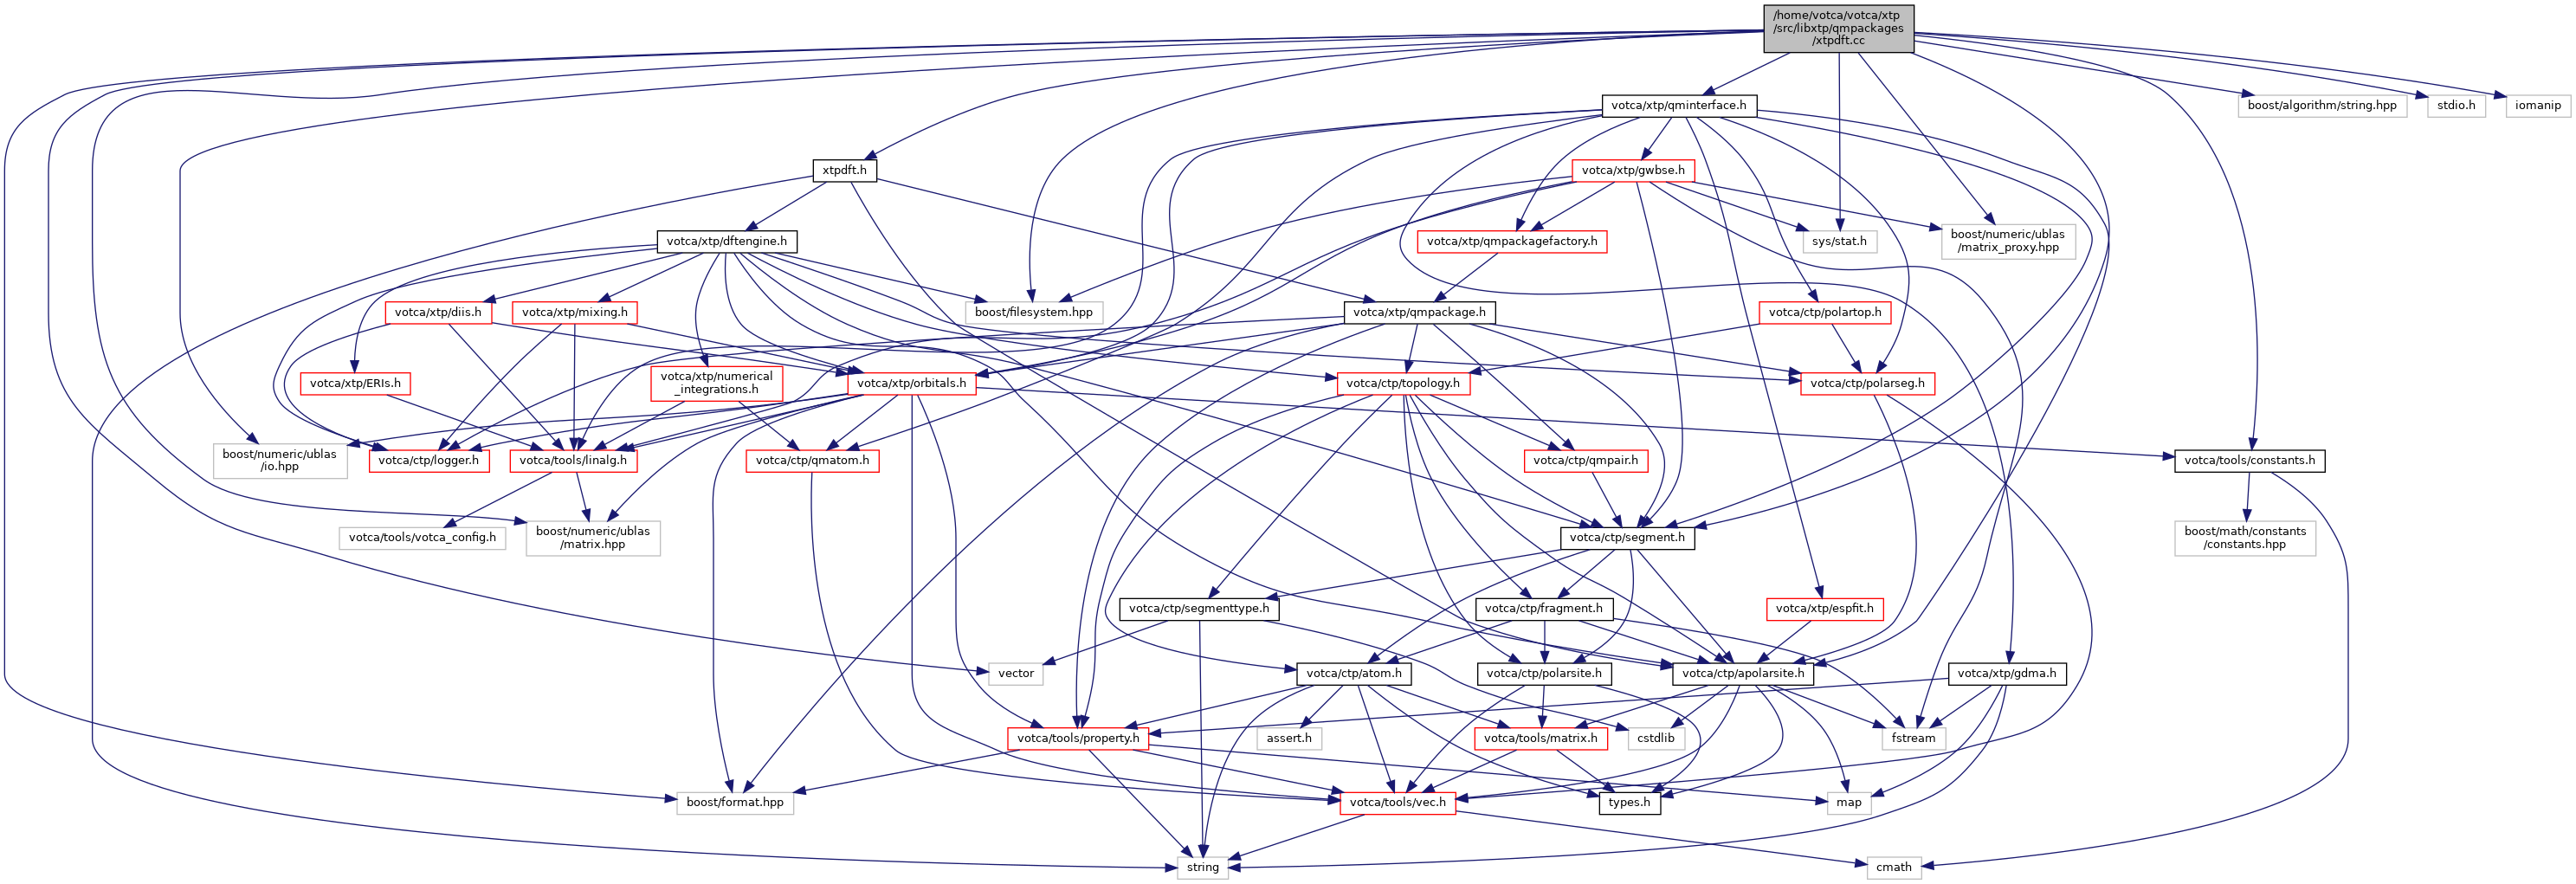 /home/votca/votca/xtp
/src/libxtp/qmpackages
/xtpdft.cc
votca/xtp/qminterface.h
boost/algorithm/string.hpp
stdio.h
iomanip
xtpdft.h
votca/xtp/gwbse.h
votca/xtp/dftengine.h
votca/xtp/qmpackagefactory.h
sys/stat.h
boost/numeric/ublas
/matrix_proxy.hpp
votca/xtp/diis.h
votca/xtp/mixing.h
boost/filesystem.hpp
votca/xtp/qmpackage.h
votca/ctp/polartop.h
votca/xtp/ERIs.h
votca/xtp/numerical
_integrations.h
votca/xtp/orbitals.h
votca/ctp/topology.h
votca/ctp/polarseg.h
boost/numeric/ublas
/io.hpp
votca/ctp/logger.h
votca/tools/linalg.h
votca/ctp/qmatom.h
votca/ctp/qmpair.h
votca/tools/constants.h
votca/tools/votca_config.h
boost/numeric/ublas
/matrix.hpp
votca/ctp/segment.h
boost/math/constants
/constants.hpp
votca/ctp/segmenttype.h
votca/ctp/fragment.h
votca/xtp/espfit.h
vector
votca/ctp/atom.h
votca/ctp/polarsite.h
votca/ctp/apolarsite.h
votca/xtp/gdma.h
votca/tools/property.h
assert.h
votca/tools/matrix.h
cstdlib
fstream
boost/format.hpp
votca/tools/vec.h
types.h
map
string
cmath